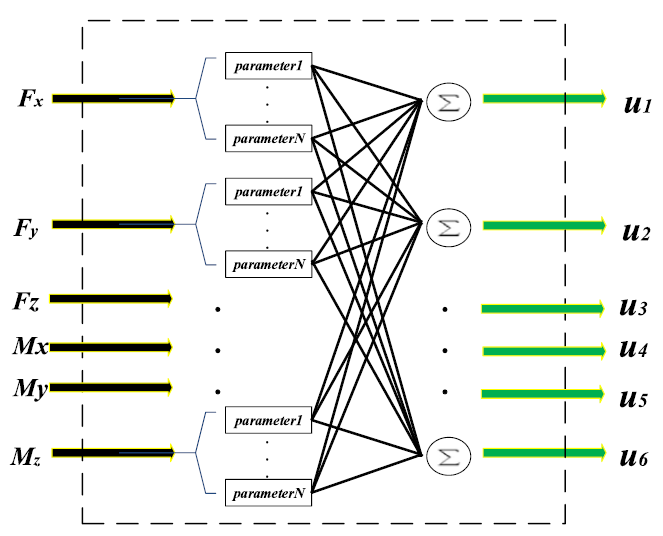 parameter1
Fx
Σ
u1
parameterN
parameter1
Fy
Σ
u2
parameterN
Fz
u3
Mx
u4
My
u5
parameter1
Mz
Σ
u6
parameterN